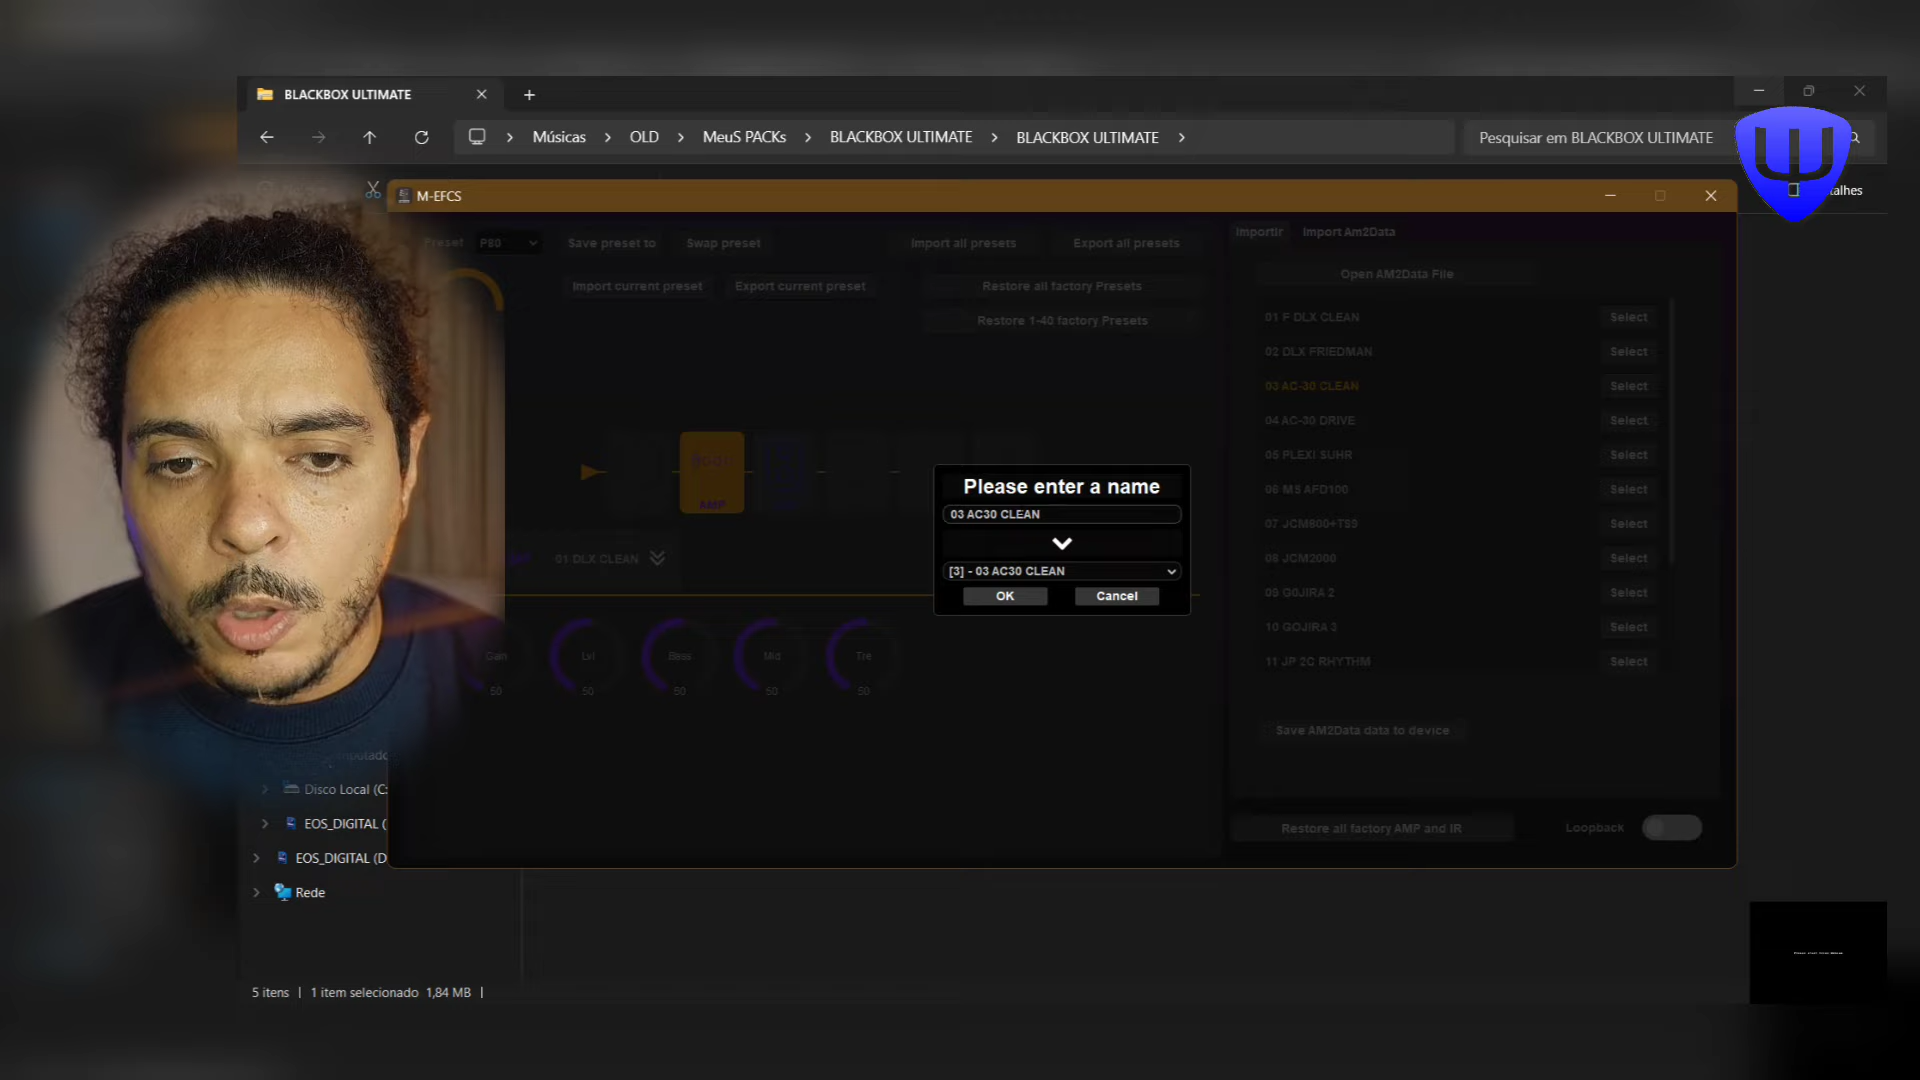 BLACKBOX ULTIMATE
Músicas > OLD > MeuS PACKs > BLACKBOX ULTIMATE > BLACKBOX ULTIMATE >
Pesquisar em BLACKBOX ULTIMATE
M-EFCS
Preset P80 Save preset to Swap preset Import all presets Export all presets
Import current preset Export current preset Restore all factory Presets
Restore 1-40 factory Presets
Importir Import Am2Data
Open AM2Data File
01 F DLX CLEAN Select
02 DLX FRIEDMAN Select
03 AC-30 CLEAN Select
04 AC-30 DRIVE Select
05 PLEXI SUHR Select
06 MS AFD100 Select
07 JCM800+TS9 Select
08 JCM2000 Select
09 GOJIRA 2 Select
10 GOJIRA 3 Select
11 JP 2C RHYTHM Select
Save AM2Data data to device
Restore all factory AMP and IR Loopback
AMP
01 DLX CLEAN
Gain Lvl Bass Mid Tre
50 50 50 50 50
Please enter a name
03 AC30 CLEAN
[3] - 03 AC30 CLEAN
OK Cancel
Disco Local (C:
EOS_DIGITAL (
EOS_DIGITAL (D
Rede
5 itens | 1 item selecionado 1,84 MB |